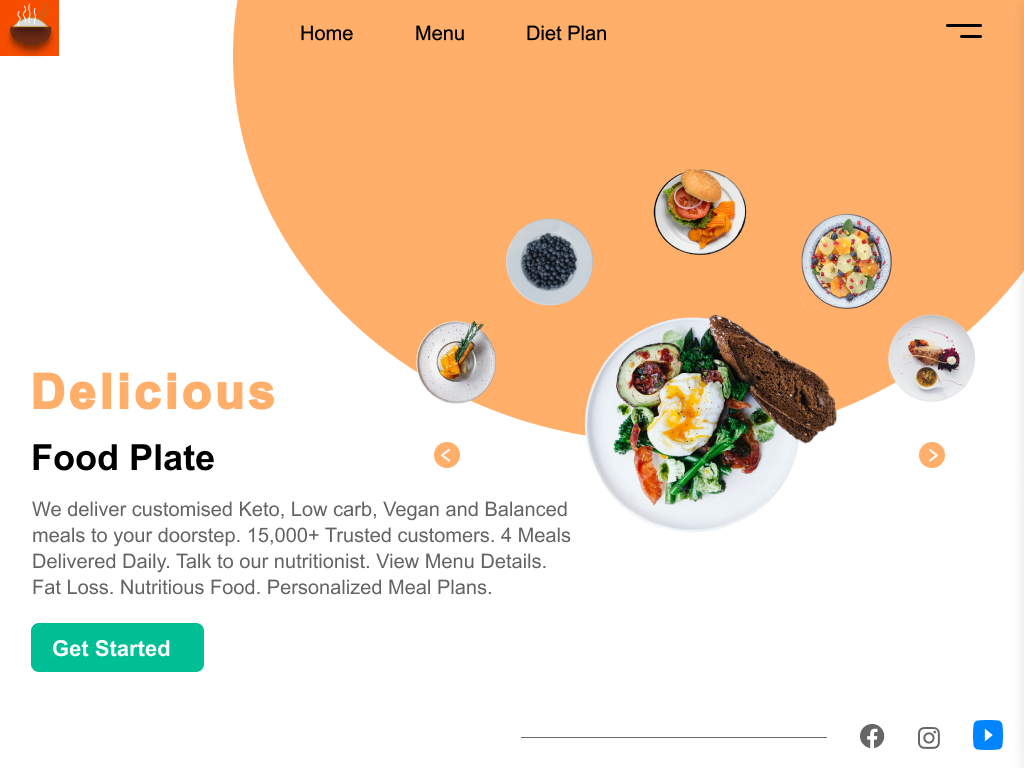 Home Menu Diet Plan
Delicious
Food Plate
We deliver customised Keto, Low carb, Vegan and Balanced
meals to your doorstep. 15,000+ Trusted customers. 4 Meals
Delivered Daily. Talk to our nutritionist. View Menu Details.
Fat Loss. Nutritious Food. Personalized Meal Plans.
Get Started